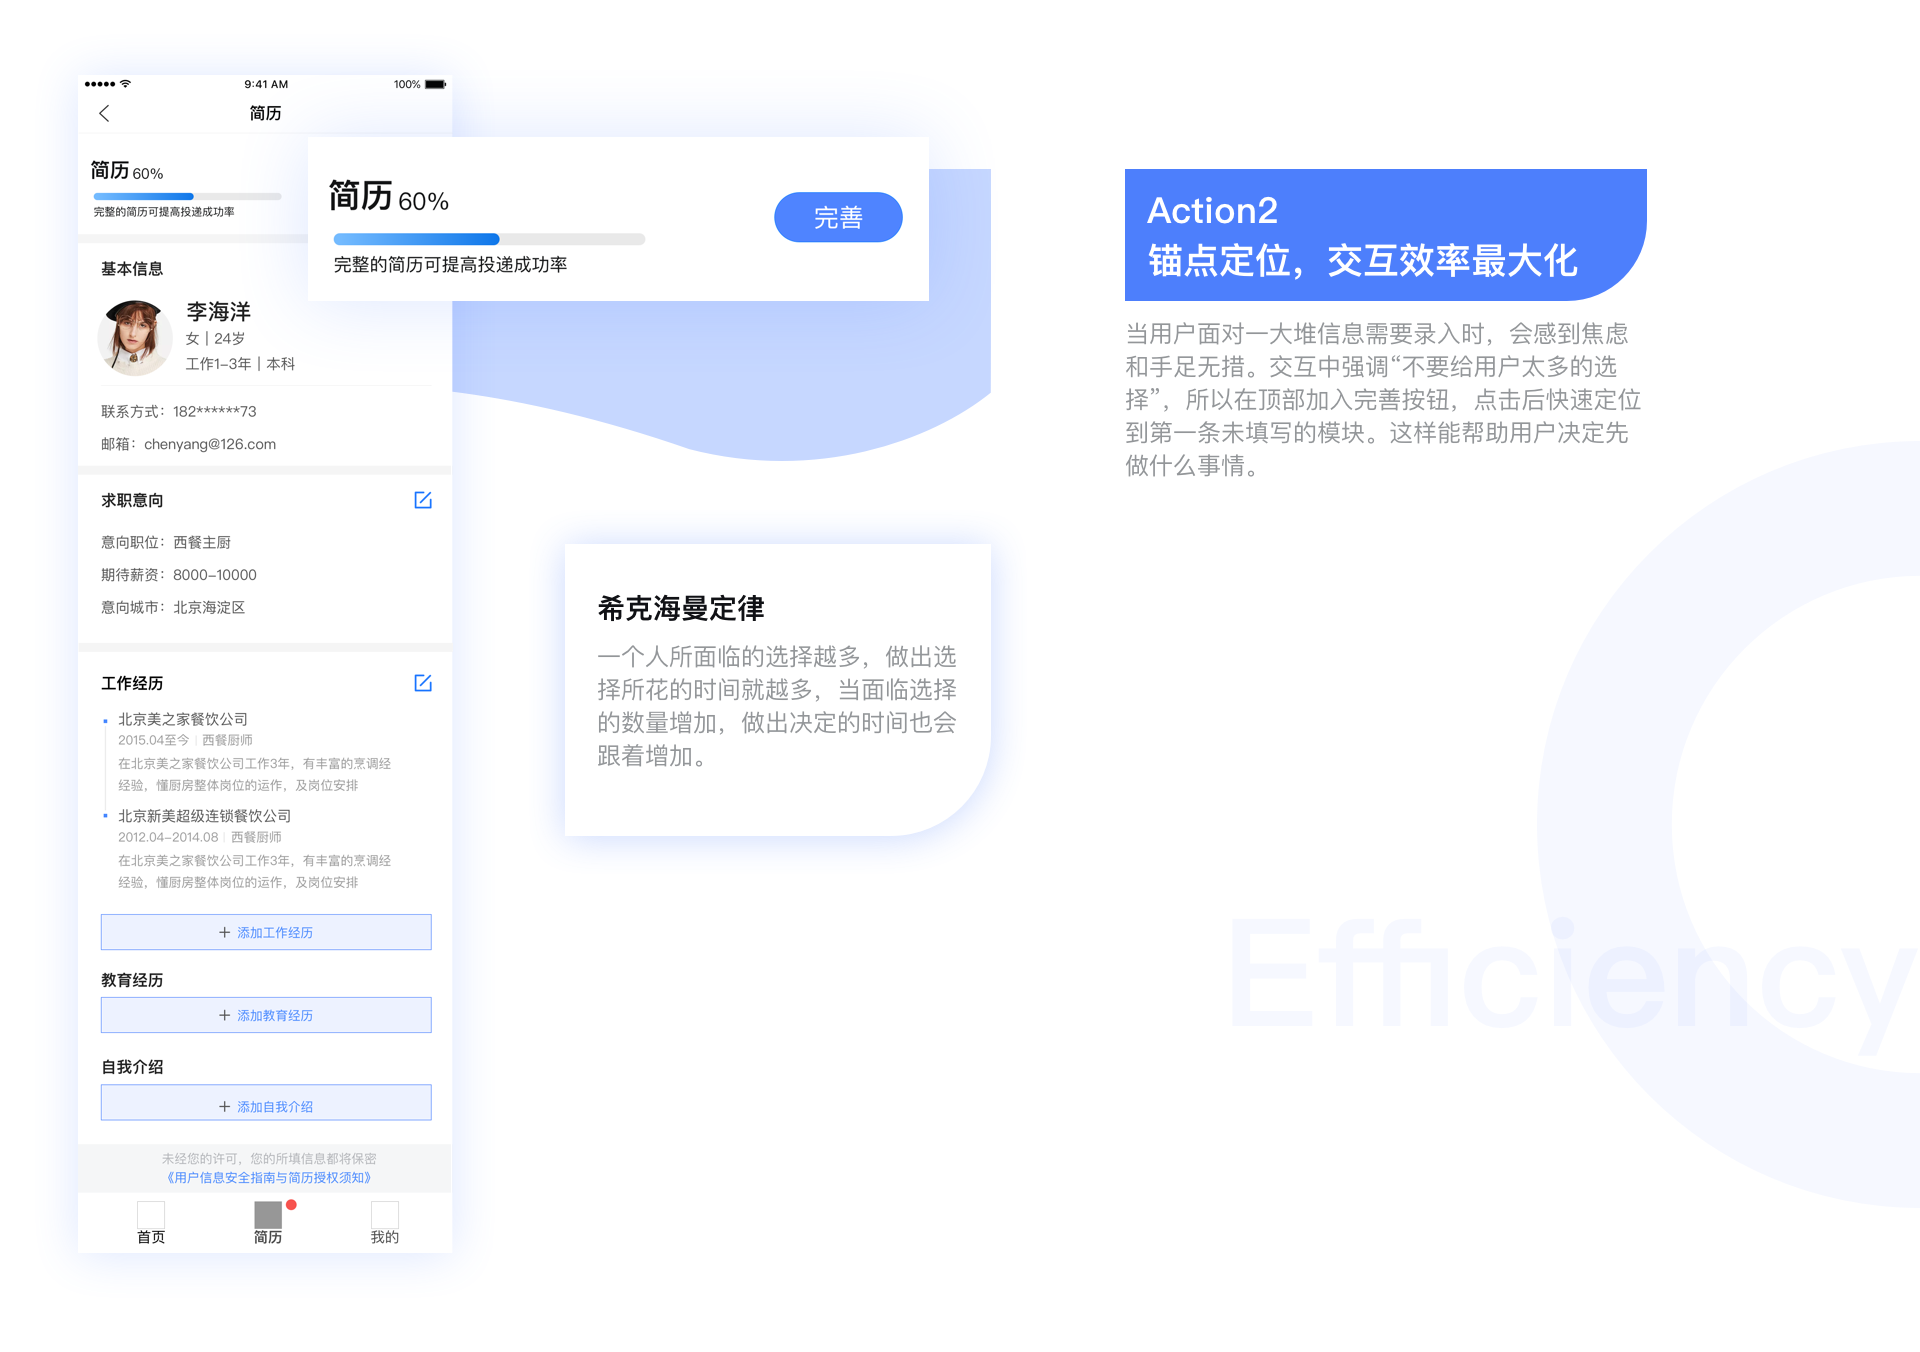 9:41 AM
100%
简历
简历 60%
完整的简历可提高投递成功率
基本信息
李海洋
女 | 24岁
工作1-3年 | 本科
联系方式：182******73
邮箱：chenyang@126.com
求职意向
意向职位：西餐主厨
期待薪资：8000-10000
意向城市：北京海淀区
工作经历
北京美之家餐饮公司
2015.04至今 | 西餐厨师
在北京美之家餐饮公司工作3年，有丰富的烹调经
经验，懂厨房整体岗位的运作，及岗位安排
北京新美超级连锁餐饮公司
2012.04-2014.08 | 西餐厨师
在北京美之家餐饮公司工作3年，有丰富的烹调经
经验，懂厨房整体岗位的运作，及岗位安排
+ 添加工作经历
教育经历
+ 添加教育经历
自我介绍
+ 添加自我介绍
未经您的许可，您的所填信息都将保密
《用户信息安全指南与简历授权须知》
首页
简历
我的
简历 60%
完整的简历可提高投递成功率
完善
希克海曼定律
一个人所面临的选择越多，做出选
择所花的时间就越多，当面临选择
的数量增加，做出决定的时间也会
跟着增加。
Action2
锚点定位，交互效率最大化
当用户面对一大堆信息需要录入时，会感到焦虑
和手足无措。交互中强调“不要给用户太多的选
择”，所以在顶部加入完善按钮，点击后快速定位
到第一条未填写的模块。这样能帮助用户决定先
做什么事情。
Efficiency